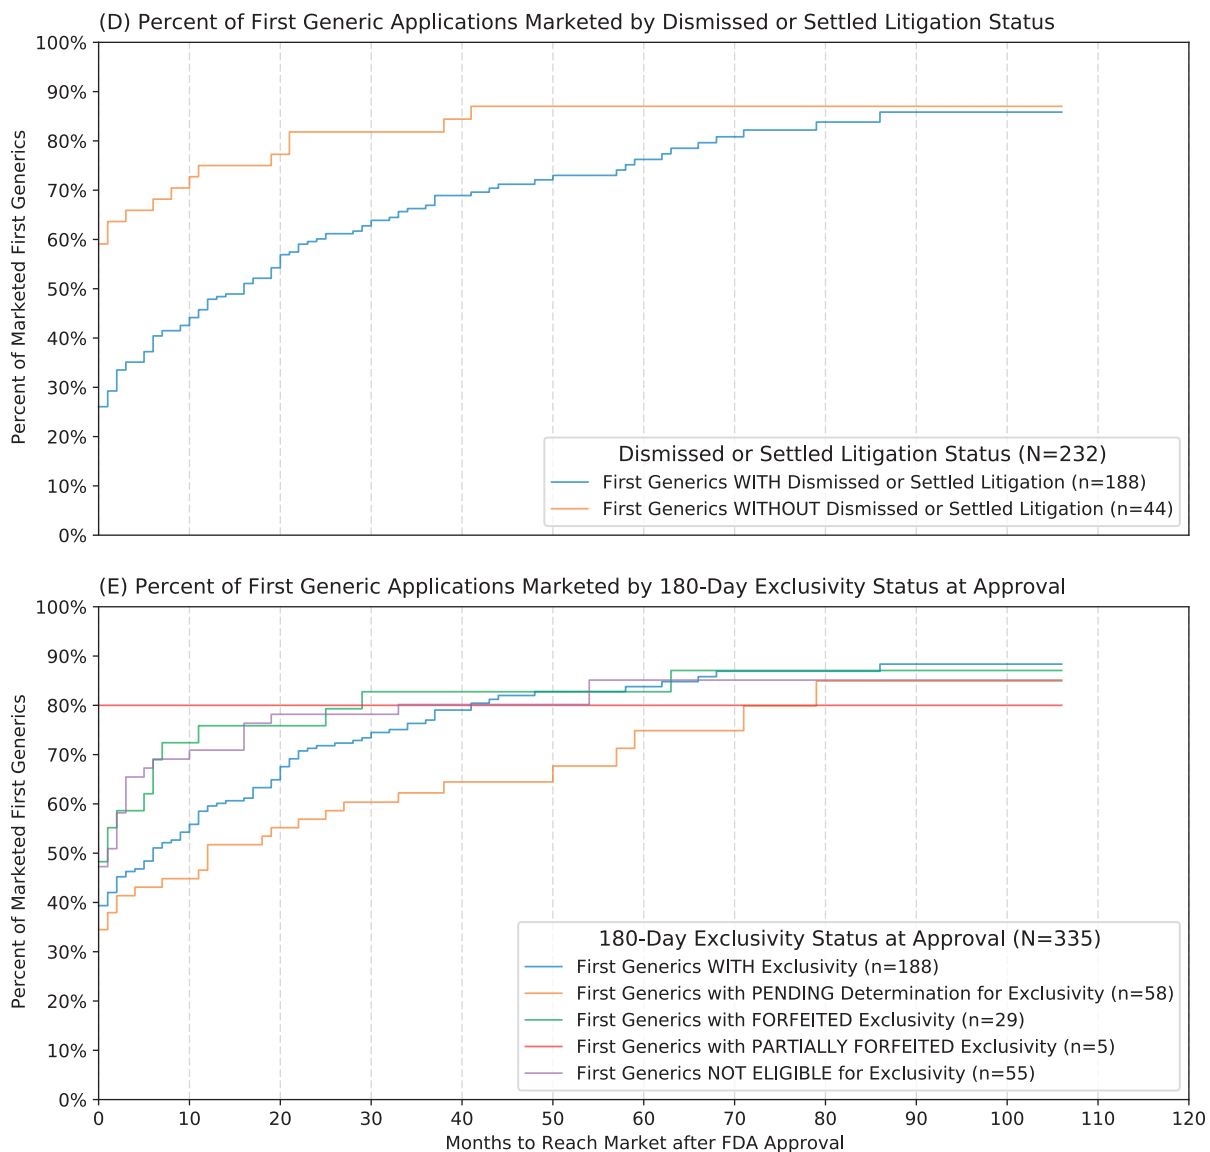 (D) Percent of First Generic Applications Marketed by Dismissed or Settled Litigation Status
100%
90%
80%
70%
60%
50%
40%
30%
20%
10%
0%
Percent of Marketed First Generics
Dismissed or Settled Litigation Status (N=232)
First Generics WITH Dismissed or Settled Litigation (n=188)
First Generics WITHOUT Dismissed or Settled Litigation (n=44)
(E) Percent of First Generic Applications Marketed by 180-Day Exclusivity Status at Approval
100%
90%
80%
70%
60%
50%
40%
30%
20%
10%
0%
Percent of Marketed First Generics
180-Day Exclusivity Status at Approval (N=335)
First Generics WITH Exclusivity (n=188)
First Generics with PENDING Determination for Exclusivity (n=58)
First Generics with FORFEITED Exclusivity (n=29)
First Generics with PARTIALLY FORFEITED Exclusivity (n=5)
First Generics NOT ELIGIBLE for Exclusivity (n=55)
0 10 20 30 40 50 60 70 80 90 100 110 120
Months to Reach Market after FDA Approval